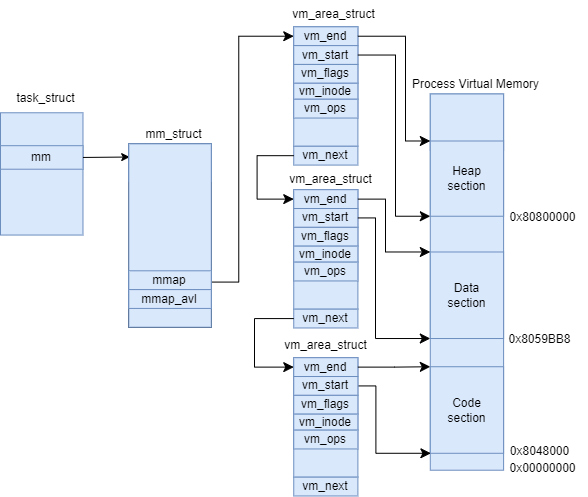 task_struct
mm
mm_struct
mmap
mmap_avl
vm_area_struct
vm_end
vm_start
vm_flags
vm_inode
vm_ops
vm_next
vm_area_struct
vm_end
vm_start
vm_flags
vm_inode
vm_ops
vm_next
vm_area_struct
vm_end
vm_start
vm_flags
vm_inode
vm_ops
vm_next
Process Virtual Memory
Heap
section
0x80800000
Data
section
0x8059BB8
Code
section
0x8048000
0x00000000